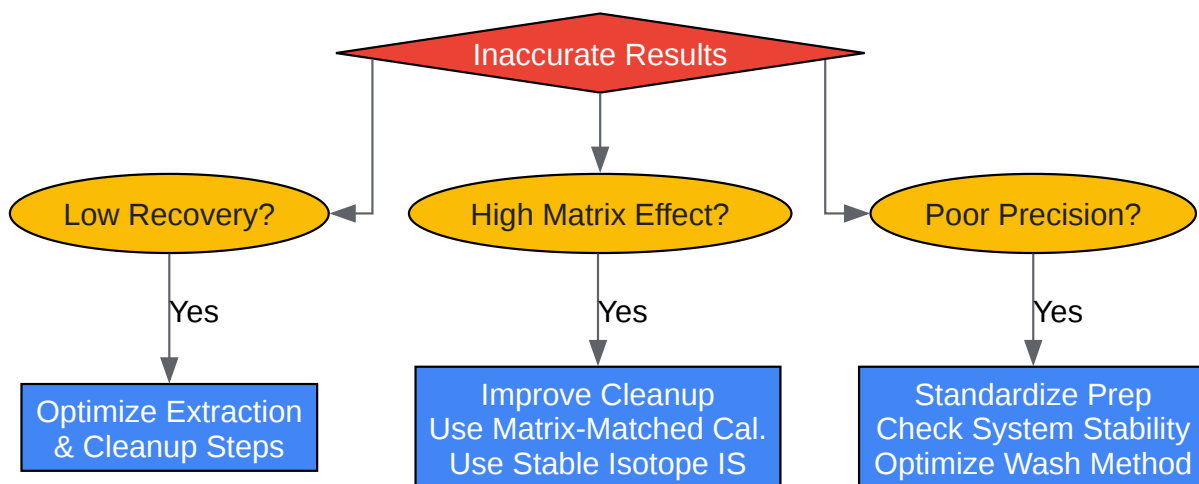 Inaccurate Results
Low Recovery?
High Matrix Effect?
Poor Precision?
Yes
Yes
Yes
Optimize Extraction
& Cleanup Steps
Improve Cleanup
Use Matrix-Matched Cal.
Use Stable Isotope IS
Standardize Prep
Check System Stability
Optimize Wash Method